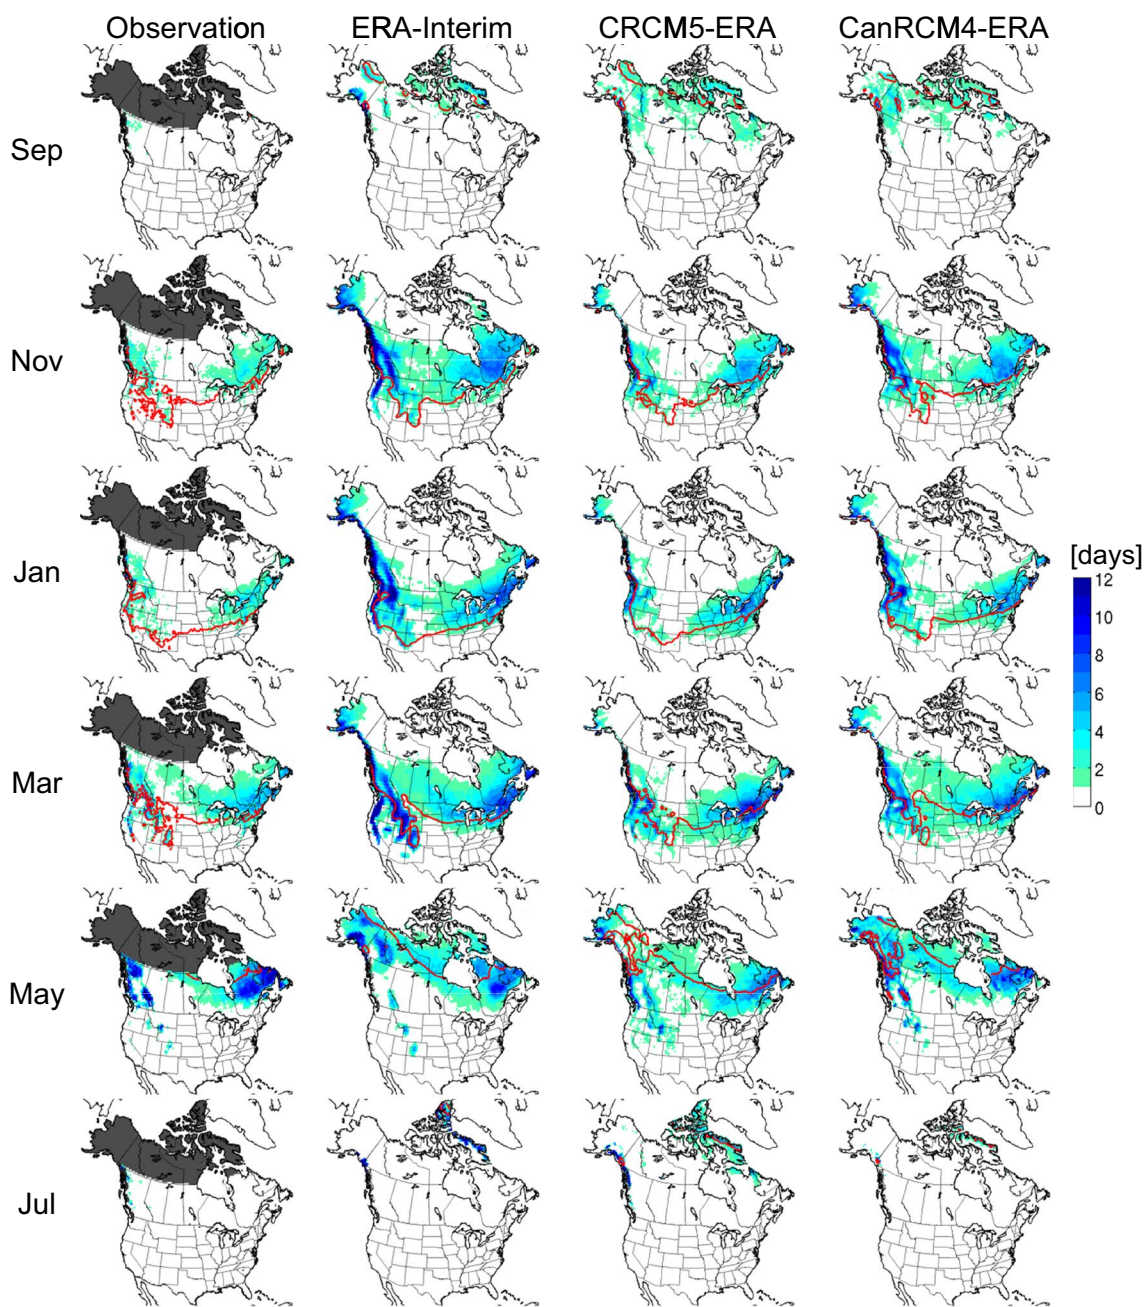 Observation ERA-Interim CRCM5-ERA CanRCM4-ERA
Sep
Nov
Jan
[days]
12
10
8
6
4
2
0
Mar
May
Jul